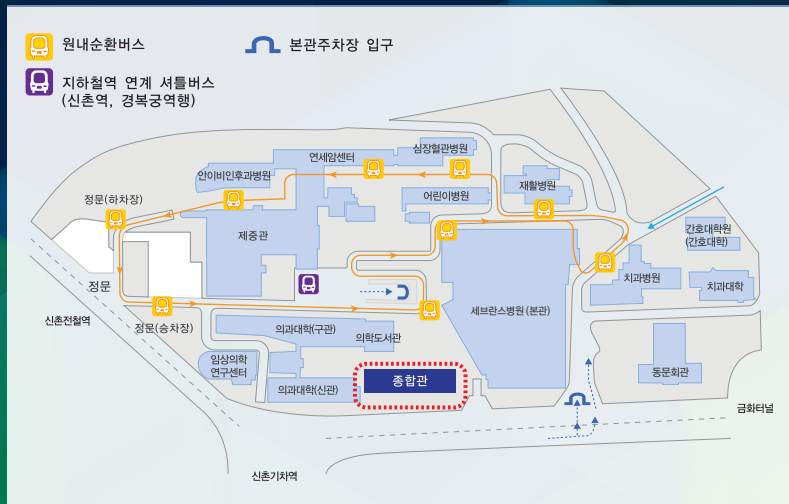 원내순환버스
본관주차장 입구
지하철역 연계 셔틀버스
(신촌역, 경복궁역행)
심장혈관병원
연세암센터
안이비인후과병원
재활병원
어린이병원
정문(하차장)
제중관
간호대학원
(간호대학)
치과병원
치과대학
정문
세브란스병원 (본관)
신촌전철역
정문(승차장)
의과대학(구관)
의학도서관
임상의학
연구센터
의과대학(신관)
종합관
동문회관
금화터널
신촌기차역